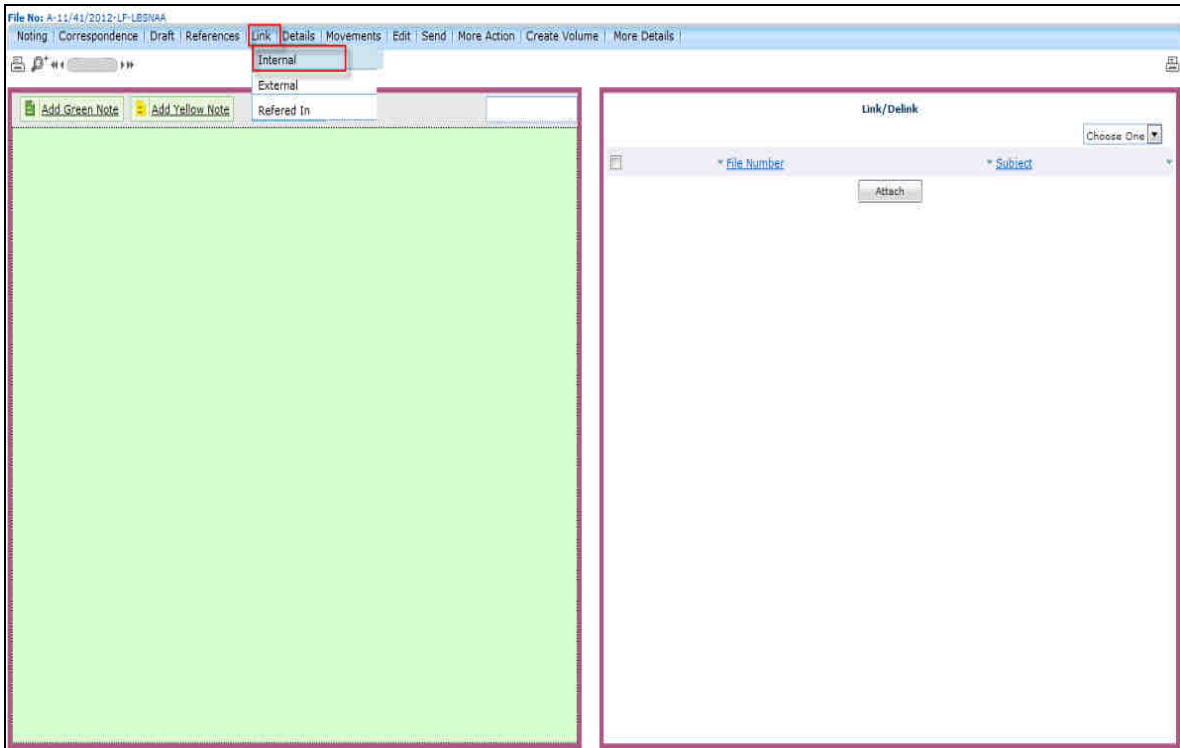 File No: A-11/41/2012-LF-LBSNAA
Noting | Correspondence | Draft | References | Link | Details | Movements | Edit | Send | More Action | Create Volume | More Details |
Internal
External
Refered In
Add Green Note
Add Yellow Note
Link/Delink
Choose One
File Number
Subject
Attach